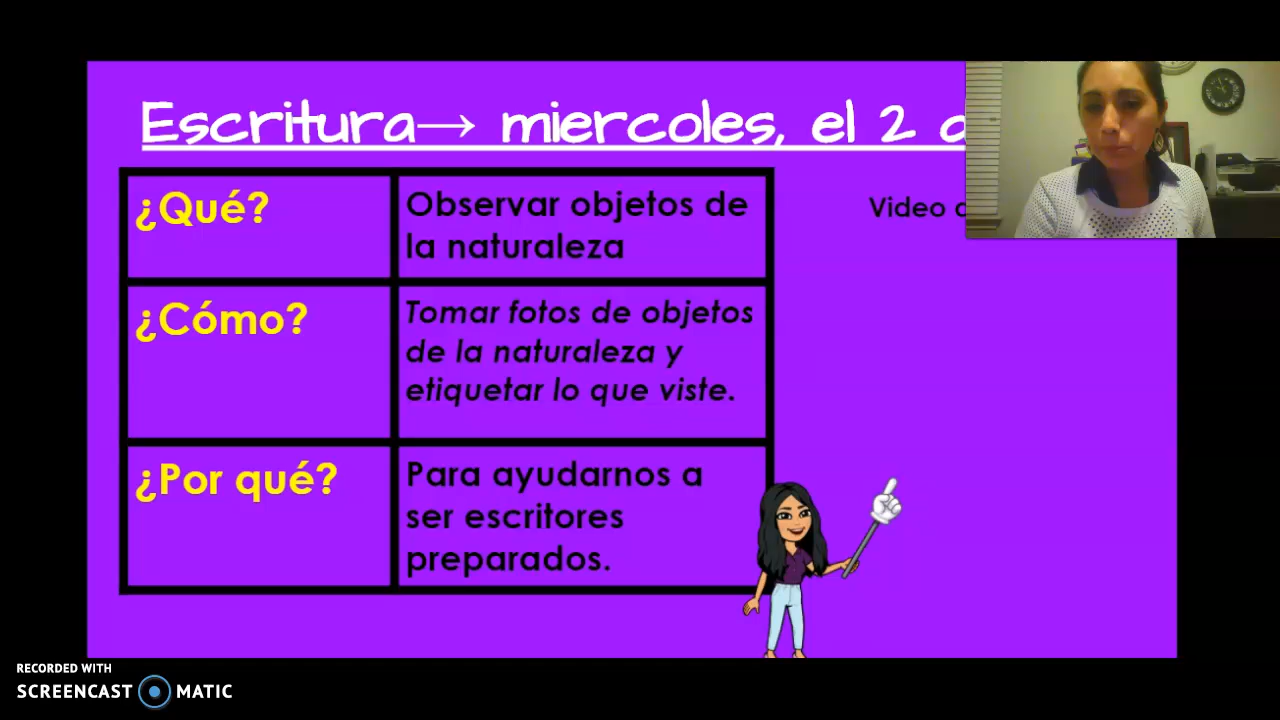 Escritura→ miercoles, el 2
¿Qué?
Observar objetos de
la naturaleza
Video
¿Cómo?
Tomar fotos de objetos
de la naturaleza y
etiquetar lo que viste.
¿Por qué?
Para ayudarnos a
ser escritores
preparados.
RECORDED WITH
SCREENCAST MATIC